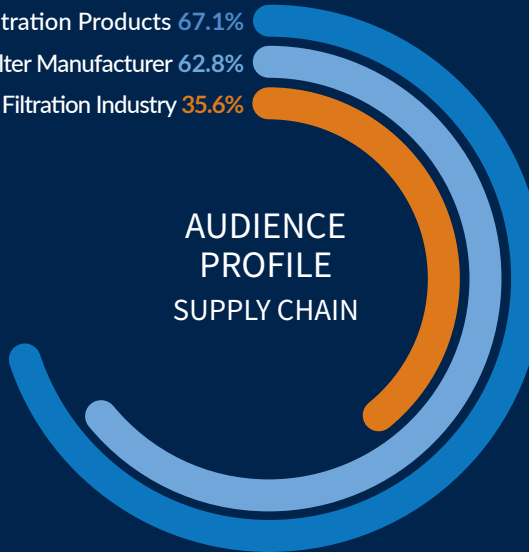 tration Products 67.1%
lter Manufacturer 62.8%
Filtration Industry 35.6%
AUDIENCE
PROFILE
SUPPLY CHAIN